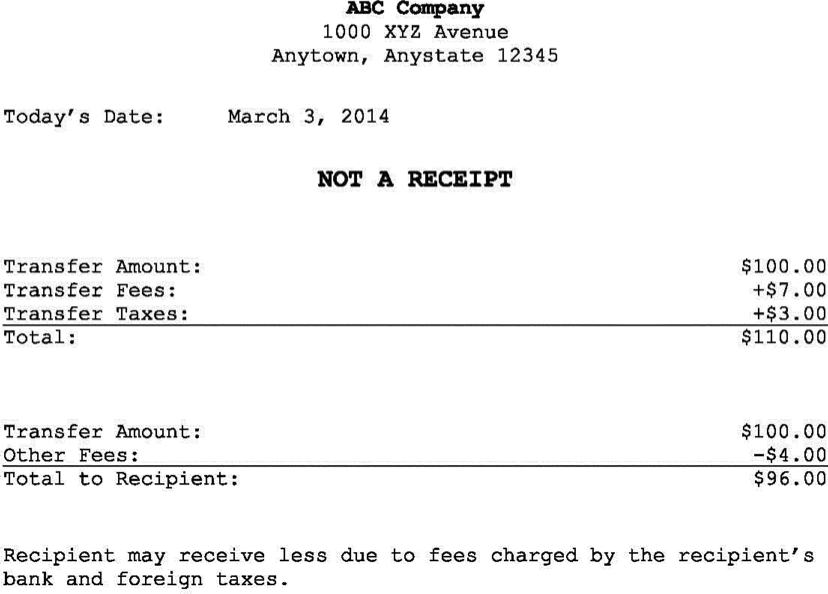 ABC Company
1000 XYZ Avenue
Anytown, Anystate 12345
Today's Date: March 3, 2014
NOT A RECEIPT
Transfer Amount: $100.00
Transfer Fees: +$7.00
Transfer Taxes: +$3.00
Total: $110.00
Transfer Amount: $100.00
Other Fees: -$4.00
Total to Recipient: $96.00
Recipient may receive less due to fees charged by the recipient's
bank and foreign taxes.